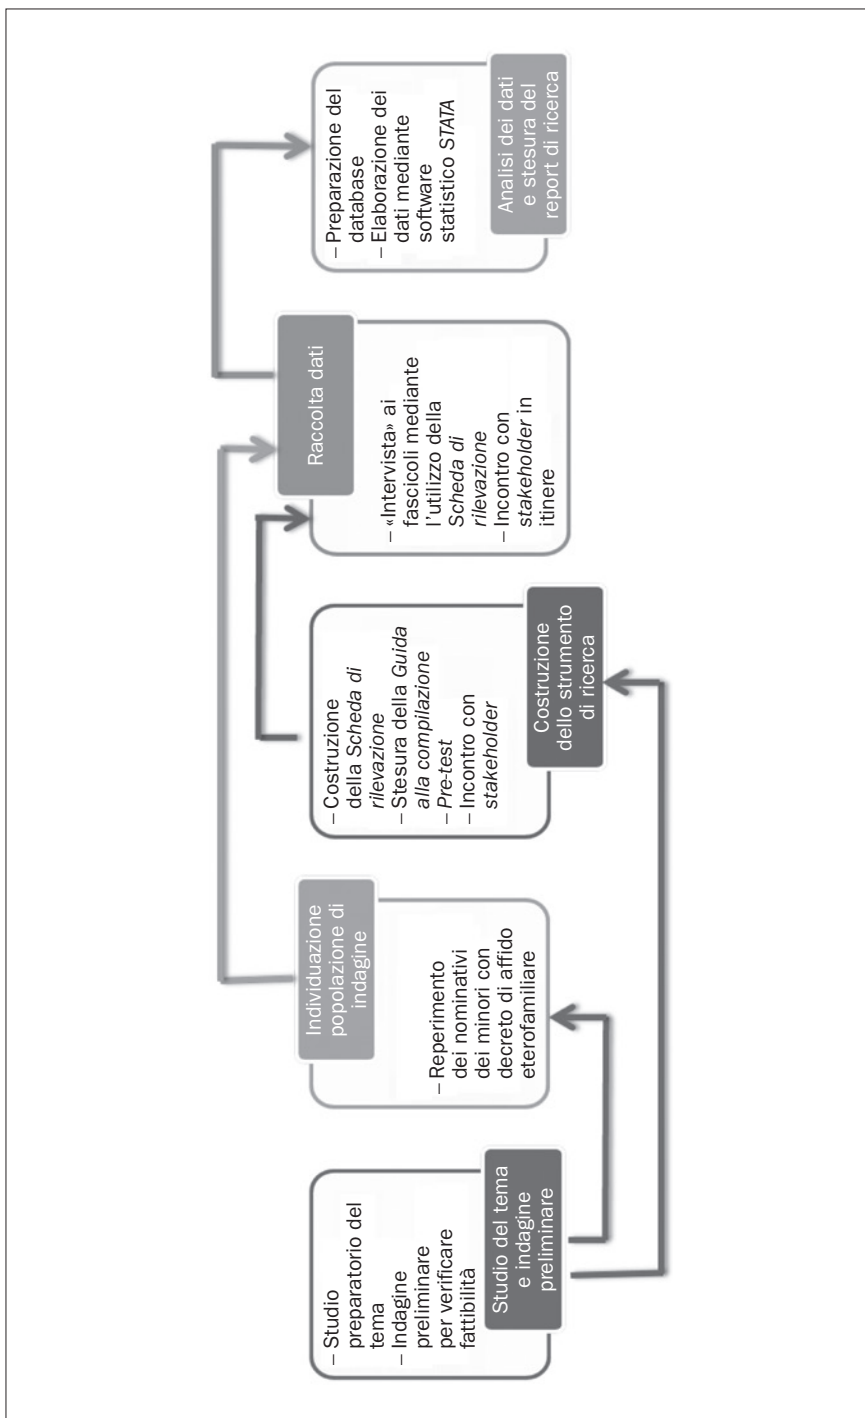 – Studio
preparatorio del
tema
– Indagine
preliminare
per verificare
fattibilità
Studio del tema
e indagine
preliminare
Individuazione
popolazione di
indagine
– Reperimento
dei nominativi
dei minori con
decreto di affido
eterofamiliare
– Costruzione
della Scheda di
rilevazione
– Stesura della Guida
alla compilazione
– Pre-test
– Incontro con
stakeholder
Costruzione
dello strumento
di ricerca
Raccolta dati
– «Intervista» ai
fascicoli mediante
l'utilizzo della
Scheda di
rilevazione
– Incontro con
stakeholder in
itinere
– Preparazione del
database
– Elaborazione dei
dati mediante
software
statistico STATA
Analisi dei dati
e stesura del
report di ricerca